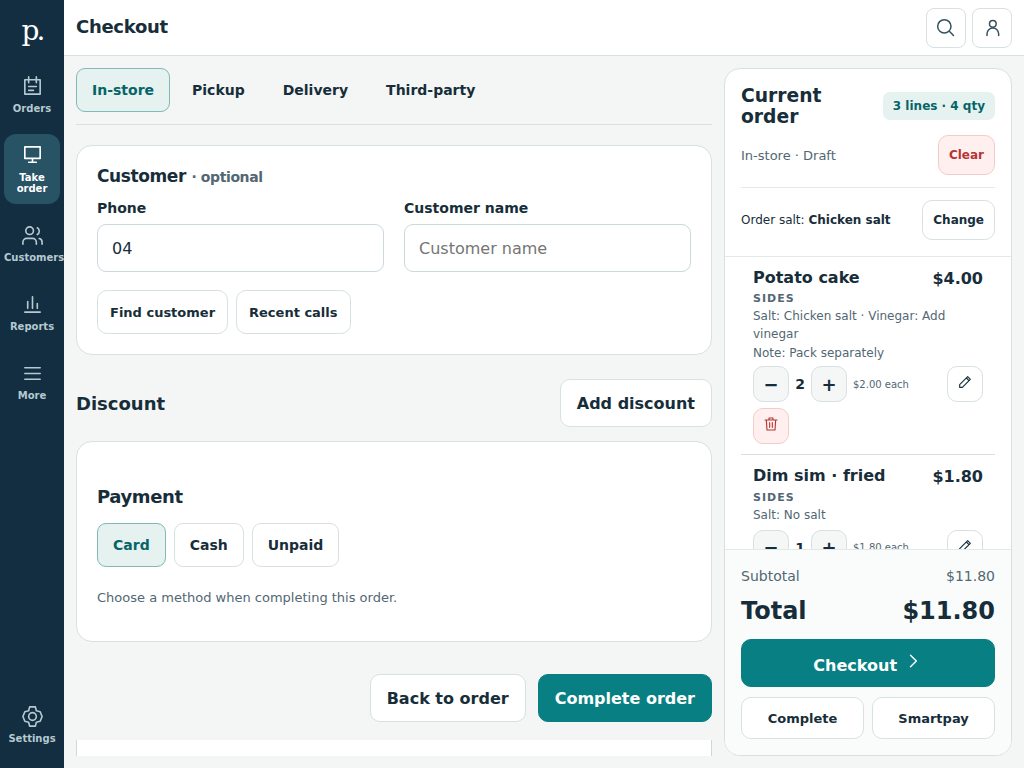 p.
Checkout
Orders
Take
order
Customers
Reports
More
Settings
In-store
Pickup
Delivery
Third-party
Customer · optional
Phone
Customer name
04
Customer name
Find customer
Recent calls
Discount
Add discount
Payment
Card
Cash
Unpaid
Choose a method when completing this order.
Back to order
Complete order
Current
order
3 lines · 4 qty
In-store · Draft
Clear
Order salt: Chicken salt
Change
Potato cake
$4.00
SIDES
Salt: Chicken salt · Vinegar: Add
vinegar
Note: Pack separately
− 2 + $2.00 each
Dim sim · fried
$1.80
SIDES
Salt: No salt
− 1 + $1.80 each
Subtotal
$11.80
Total
$11.80
Checkout
Complete
Smartpay